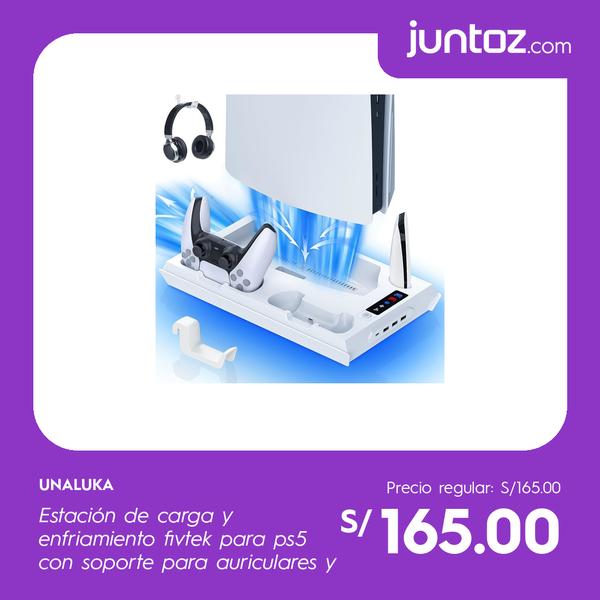 juntoz.com
UNALUKA
Estación de carga y
enfriamiento fivtek para ps5
con soporte para auriculares y
Precio regular: S/165.00
S/165.00